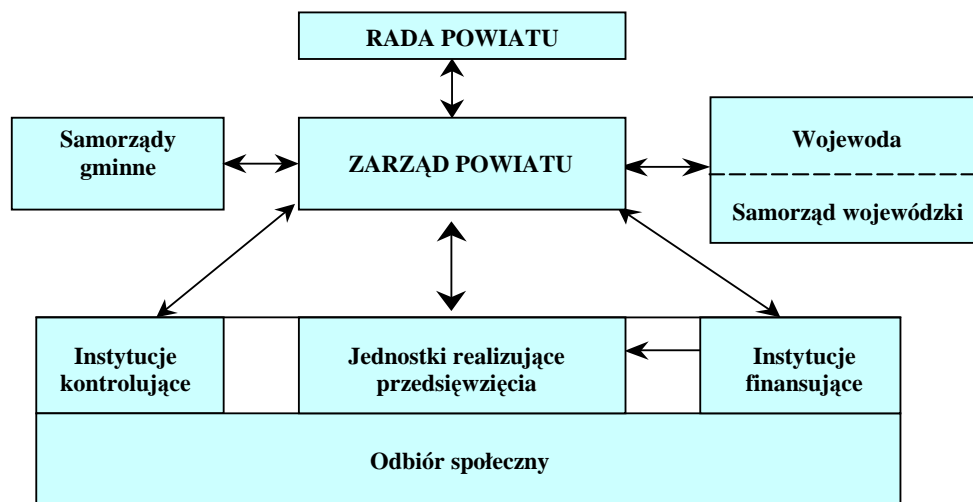 RADA POWIATU
Samorządy
gminne
ZARZĄD POWIATU
Wojewoda
Samorząd wojewódzki
Instytucje
kontrolujące
Jednostki realizujące
przedsięwzięcia
Instytucje
finansujące
Odbiór społeczny